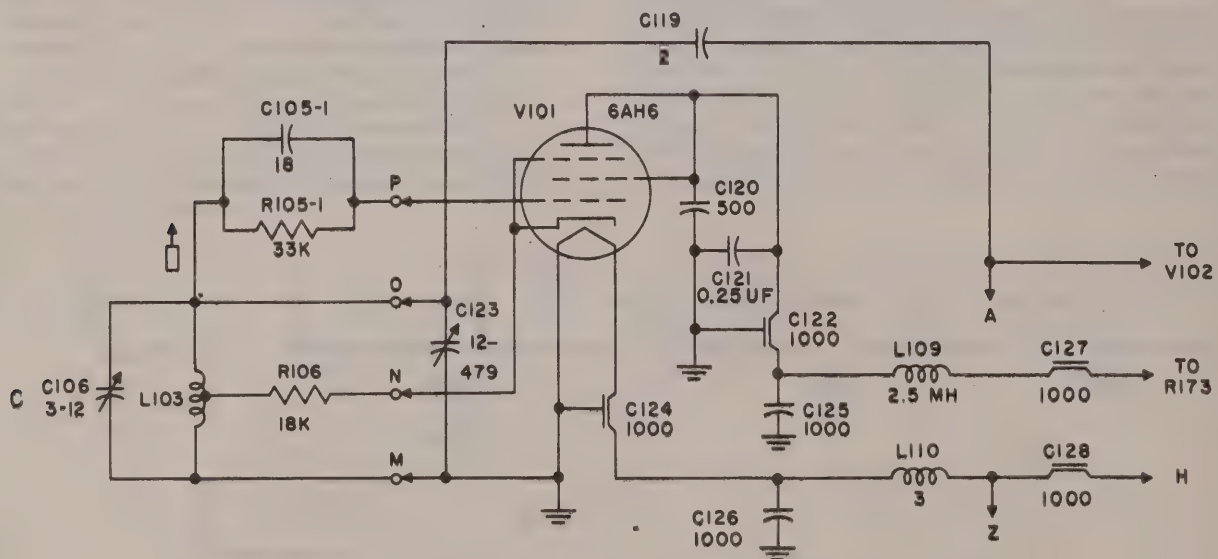 C119
2
V101
6AH6
C105-1
18
P
R105-1
33K
C120
500
C121
0.25UF
TO
V102
A
O
C123
12-
479
C122
1000
L109
2.5 MH
C127
1000
TO
R173
C
C106
3-12
L103
R106
18K
N
C124
1000
C125
1000
M
L110
3
C128
1000
H
Z
C126
1000